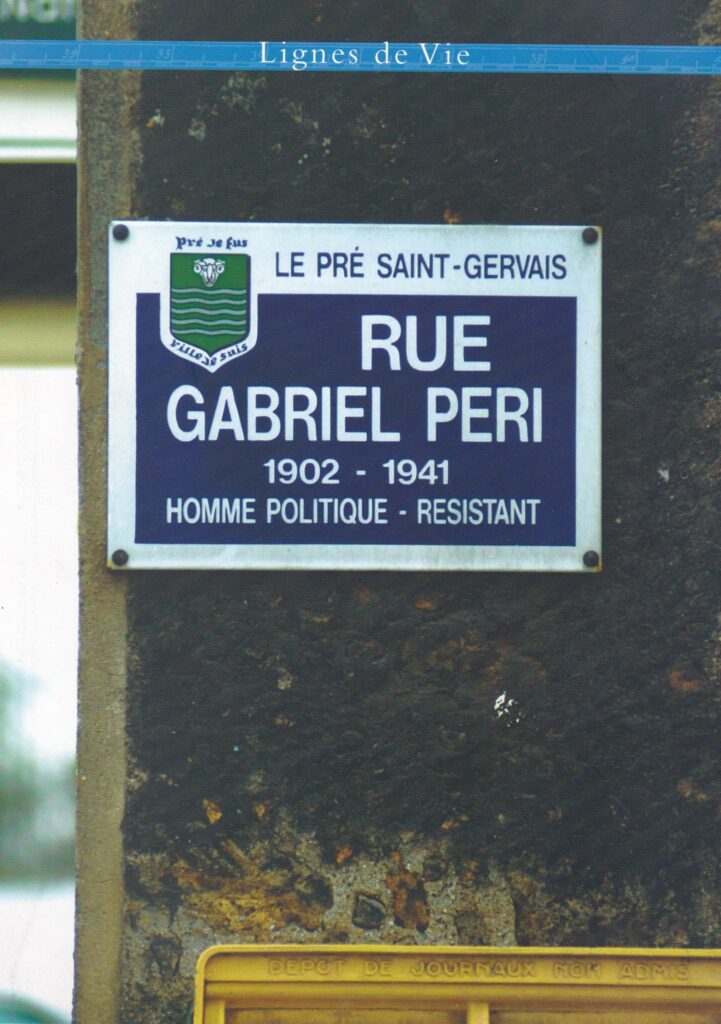 Lignes de Vie
Pré je fus
LE PRÉ SAINT-GERVAIS
Ville je suis
RUE
GABRIEL PERI
1902 - 1941
HOMME POLITIQUE - RESISTANT
DEPOT DE JOURNAUX NON ADMIS